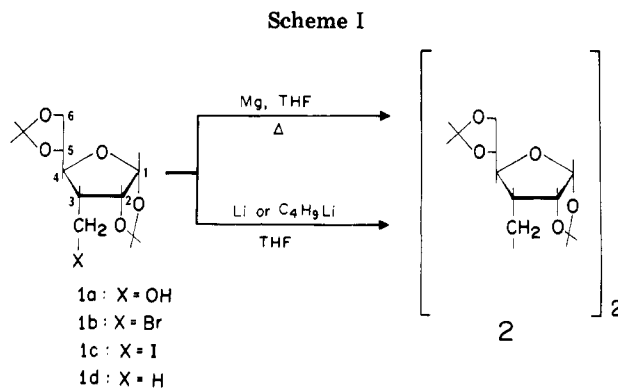 Scheme I
Mg, THF
Δ
Li or C₄H₉Li
THF
O
6
O
5
O
4
1
3
2
O
O
CH₂
X
1a: X = OH
1b: X = Br
1c: X = I
1d: X = H
O
O
O
O
O
CH₂
2
2